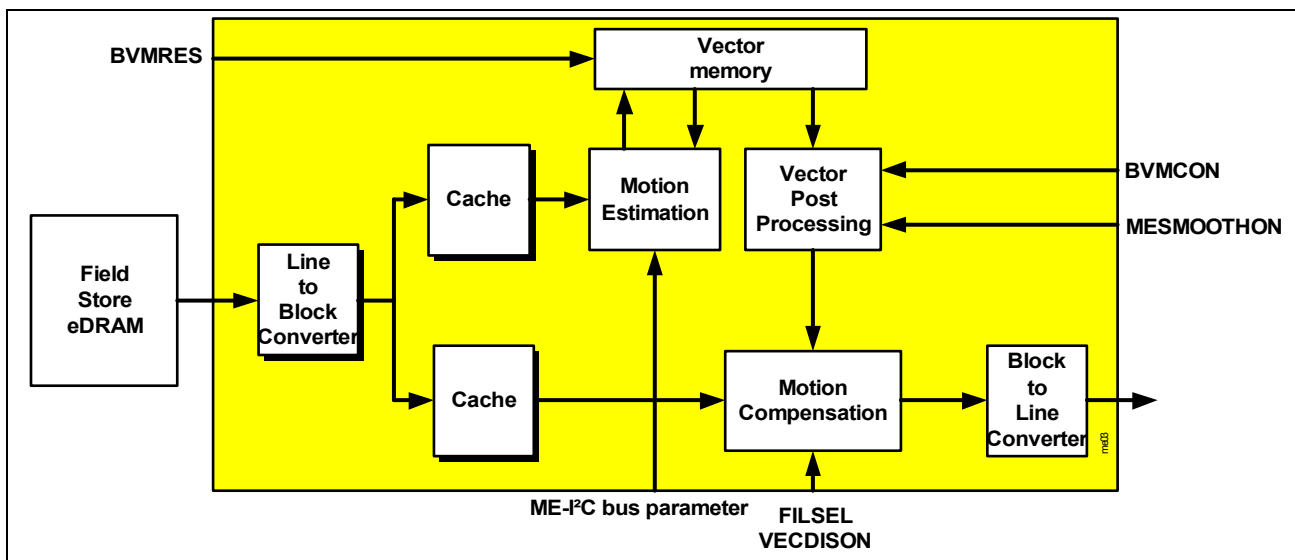 BVMRES
Vector
memory
Cache
Motion
Estimation
Vector
Post
Processing
BVMCON
MESMOOTHON
Field
Store
eDRAM
Line
to
Block
Converter
Cache
Motion
Compensation
Block
to
Line
Converter
me03
ME-I²C bus parameter
FILSEL
VECDISON